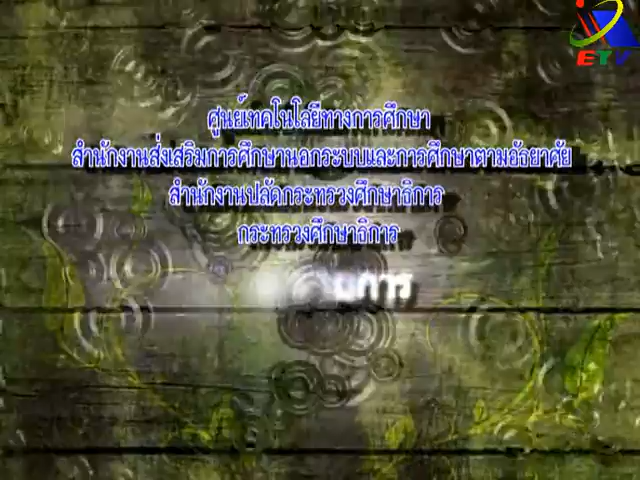 ETV
ศูนย์เทคโนโลยีทางการศึกษา
สำนักงานส่งเสริมการศึกษานอกระบบและการศึกษาตามอัธยาศัย
สำนักงานปลัดกระทรวงศึกษาธิการ
กระทรวงศึกษาธิการ